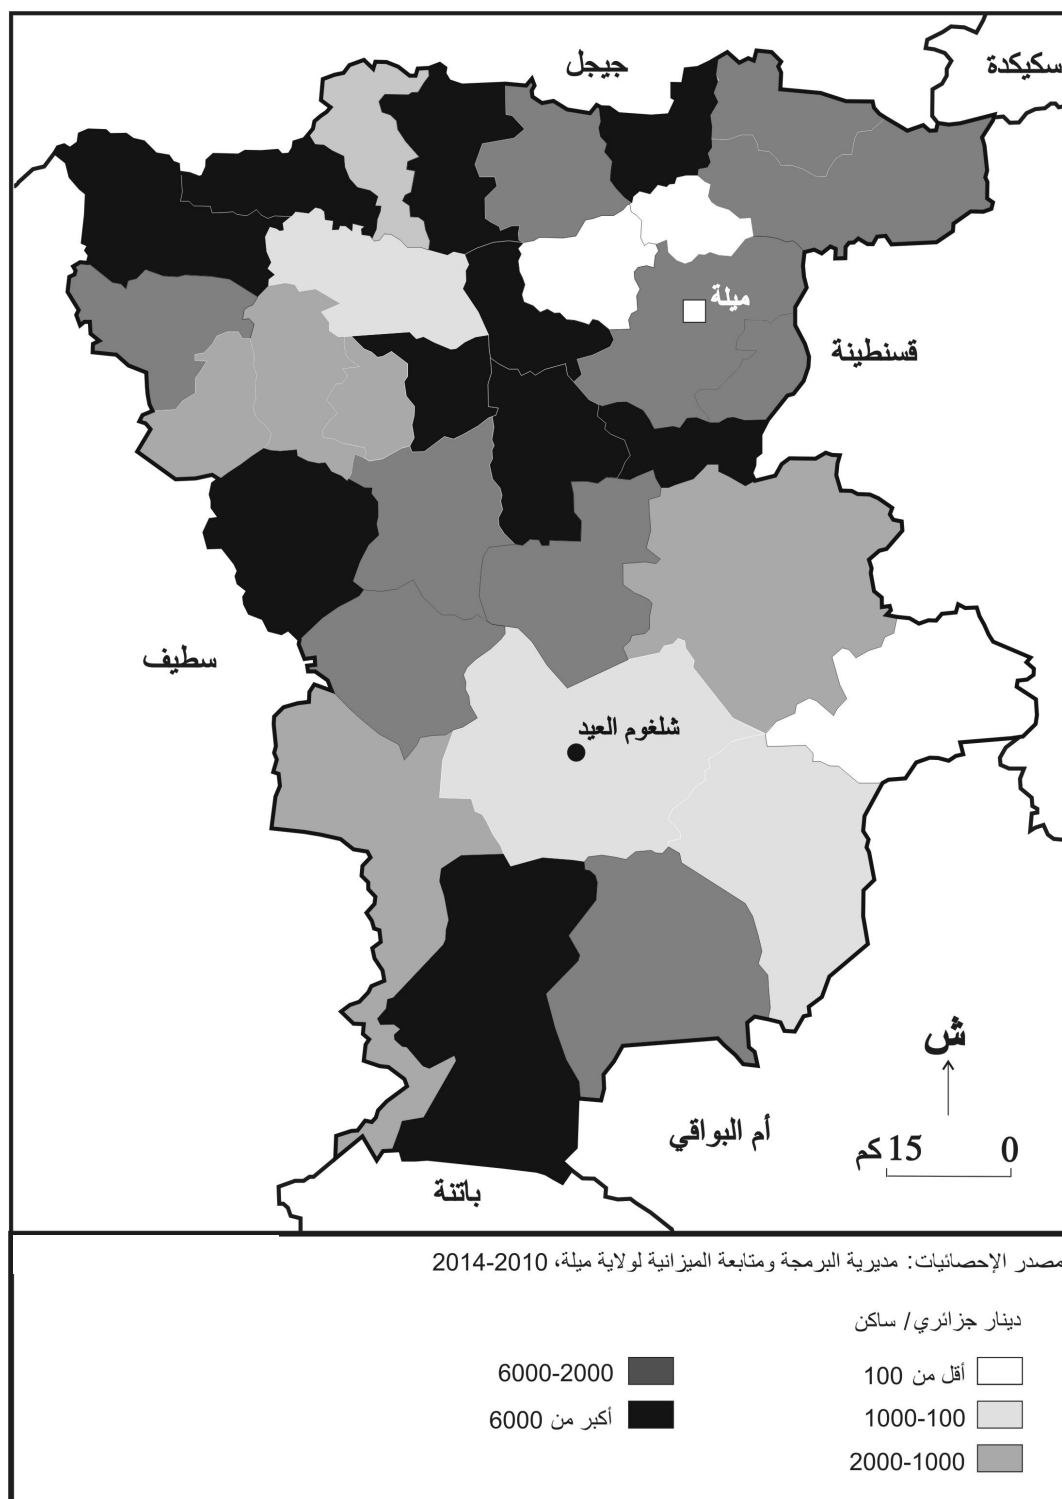 جيجل
سكيكدة
ميلة
قسنطينة
سطيف
شلغوم العيد
ش
أم البواقي
15 كم 0
باتنة
مصدر الإحصائيات: مديرية البرمجة ومتابعة الميزانية لولاية ميلة، 2010-2014
دينار جزائري/ ساكن
أقل من 100
100-1000
1000-2000
2000-6000
أكبر من 6000